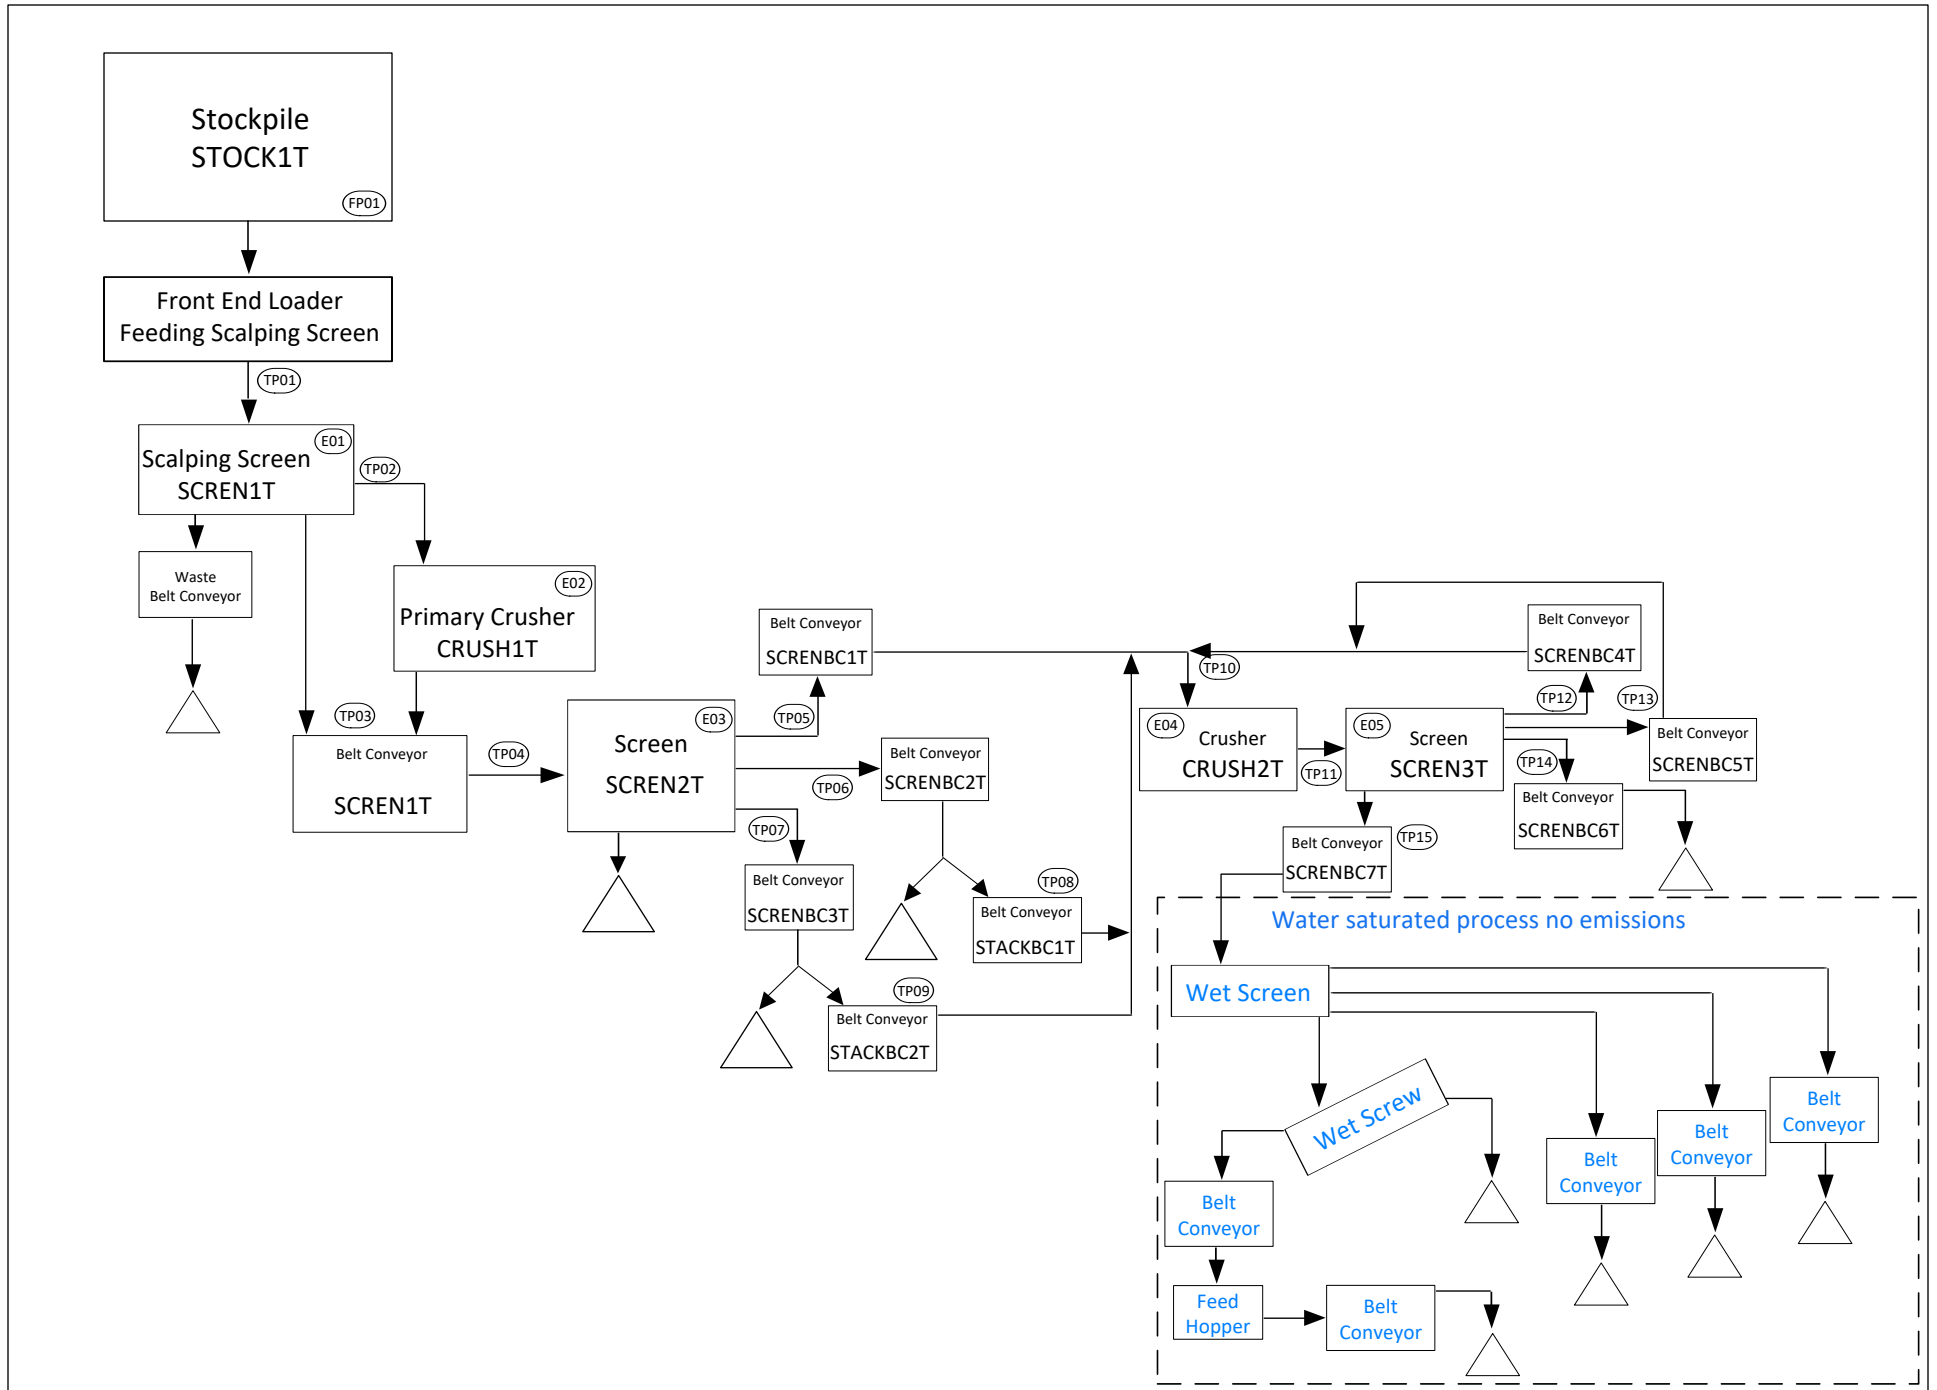 Stockpile
STOCK1T
FP01
Front End Loader
Feeding Scalping Screen
TP01
E01
Scalping Screen
SCREN1T
TP02
Waste
Belt Conveyor
E02
Primary Crusher
CRUSH1T
TP03
Belt Conveyor
SCREN1T
TP04
E03
Screen
SCREN2T
TP05
Belt Conveyor
SCRENBC1T
TP06
Belt Conveyor
SCRENBC2T
TP07
Belt Conveyor
SCRENBC3T
TP08
Belt Conveyor
STACKBC1T
TP09
Belt Conveyor
STACKBC2T
TP10
E04
Crusher
CRUSH2T
TP11
E05
Screen
SCREN3T
TP12
Belt Conveyor
SCRENBC4T
TP13
Belt Conveyor
SCRENBC5T
TP14
Belt Conveyor
SCRENBC6T
TP15
Belt Conveyor
SCRENBC7T
Water saturated process no emissions
Wet Screen
Wet Screw
Belt
Conveyor
Feed
Hopper
Belt
Conveyor
Belt
Conveyor
Belt
Conveyor
Belt
Conveyor